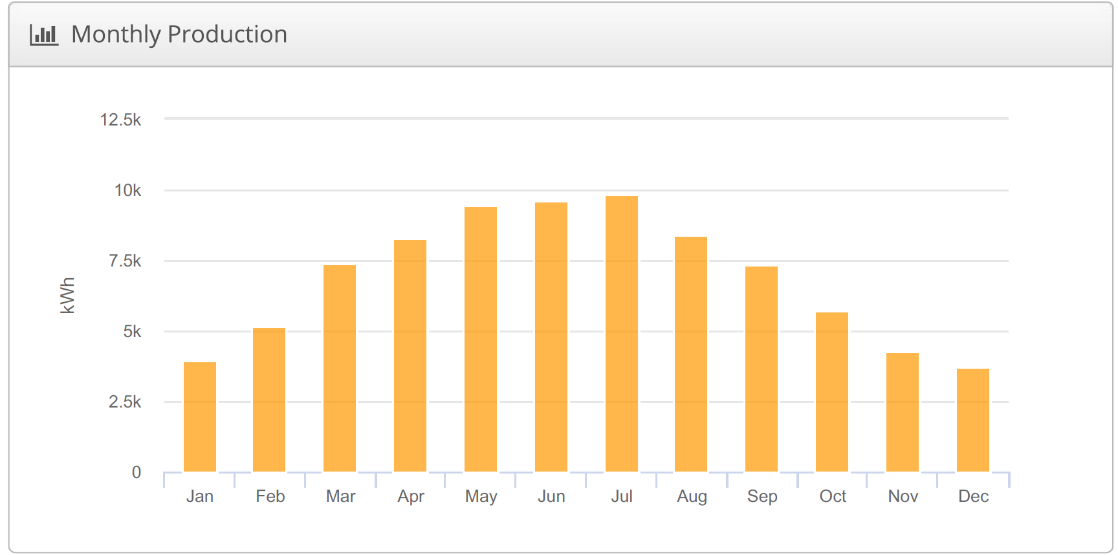 Monthly Production
12.5k
10k
7.5k
5k
2.5k
0
kWh
Jan Feb Mar Apr May Jun Jul Aug Sep Oct Nov Dec